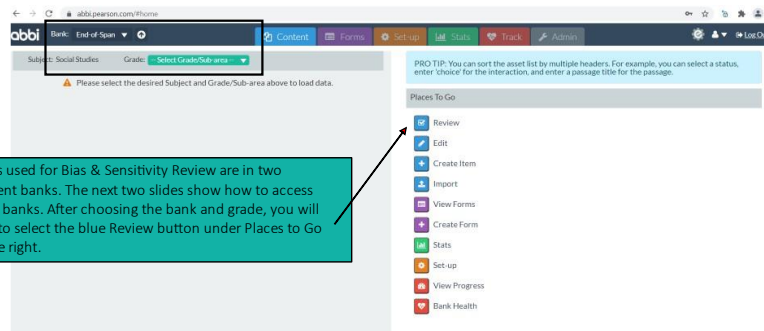 abbi.pearson.com/#home
abbi Bank: End-of-Span Content Forms Set-up Stats Track Admin
Subject: Social Studies Grade: -- Select Grade/Sub-area --
Please select the desired Subject and Grade/Sub-area above to load data.
PRO TIP: You can sort the asset list by multiple headers. For example, you can select a status,
enter 'choice' for the interaction, and enter a passage title for the passage.
Places To Go
Review
Edit
Create Item
Import
View Forms
Create Form
Stats
Set-up
View Progress
Bank Health
used for Bias & Sensitivity Review are in two
banks. The next two slides show how to access
banks. After choosing the bank and grade, you will
to select the blue Review button under Places to Go
right.